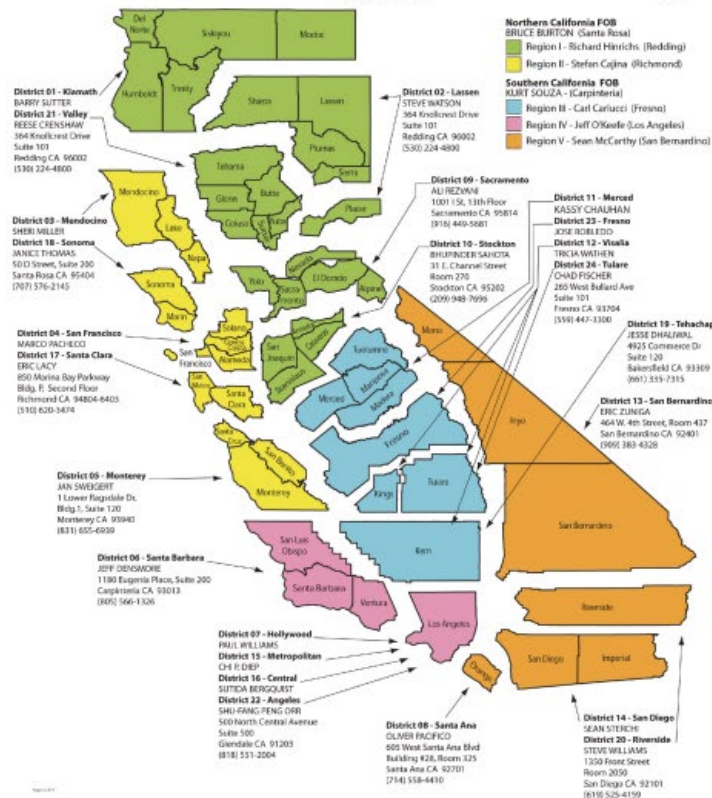 Northern California FOB
BRUCE BURTON (Santa Rosa)
Region I - Richard Hinrichs (Redding)
Region II - Stefan Cajina (Richmond)
Southern California FOB
KURT SOUZA - (Carpinteria)
Region III - Carl Carlucci (Fresno)
Region IV - Jeff O'Keefe (Los Angeles)
Region V - Sean McCarthy (San Bernardino)
Del
Norte
Siskiyou
Modoc
Humboldt
Trinity
Shasta
Lassen
Plumas
Sierra
Tehama
Glenn
Butte
Colusa
Sutter
Yuba
Placer
District 01 - Klamath
BARRY SUTTER
District 21 - Valley
REESE CRENSHAW
364 Knollcrest Drive
Suite 101
Redding CA 96002
(530) 224-4800
District 02 - Lassen
STEVE WATSON
364 Knollcrest Drive
Suite 101
Redding CA 96002
(530) 224-4800
District 09 - Sacramento
ALI REZVANI
1001 I St, 13th Floor
Sacramento CA 95814
(916) 449-5681
District 10 - Stockton
BHUPINDER SAHOTA
31 E. Channel Street
Room 270
Stockton CA 95202
(209) 948-7696
District 11 - Merced
KASSY CHAUHAN
District 23 - Fresno
JOSE ROBLEDO
District 12 - Visalia
TRICIA WATHEN
District 24 - Tulare
CHAD FISCHER
265 West Bullard Ave
Suite 101
Fresno CA 93704
(559) 447-3300
Mendocino
Lake
Napa
Sonoma
Marin
District 03 - Mendocino
SHERI MILLER
District 18 - Sonoma
JANICE THOMAS
50 D Street, Suite 200
Santa Rosa CA 95404
(707) 576-2145
Nevada
Yolo
Sacra-
mento
El Dorado
Alpine
Solano
Contra
Costa
Alameda
San
Francisco
San Mateo
Santa
Clara
Santa
Cruz
San Benito
Monterey
Amador
Calaveras
San
Joaquin
Stanislaus
District 04 - San Francisco
MARCO PACHECO
District 17 - Santa Clara
ERIC LACY
850 Marina Bay Parkway
Bldg. P, Second Floor
Richmond CA 94804-6403
(510) 620-3474
Tuolumne
Mariposa
Merced
Madera
Fresno
Kings
Tulare
Kern
Mono
Inyo
San Bernardino
Riverside
San Diego
Imperial
District 19 - Tehachapi
JESSE DHALIWAL
4925 Commerce Dr
Suite 120
Bakersfield CA 93309
(661) 335-7315
District 13 - San Bernardino
ERIC ZUNIGA
464 W. 4th Street, Room 437
San Bernardino CA 92401
(909) 383-4328
District 05 - Monterey
JAN SWEIGERT
1 Lower Ragsdale Dr.
Bldg.1, Suite 120
Monterey CA 93940
(831) 655-6939
San Luis
Obispo
Santa Barbara
Ventura
Los Angeles
Orange
District 06 - Santa Barbara
JEFF DENSMORE
1180 Eugenia Place, Suite 200
Carpinteria CA 93013
(805) 566-1326
District 07 - Hollywood
PAUL WILLIAMS
District 15 - Metropolitan
CHI P. DIEP
District 16 - Central
SUTIDA BERGQUIST
District 22 - Angeles
SHU-FANG PENG ORR
500 North Central Avenue
Suite 500
Glendale CA 91203
(818) 551-2004
District 08 - Santa Ana
OLIVER PACIFICO
605 West Santa Ana Blvd
Building #28, Room 325
Santa Ana CA 92701
(714) 558-4410
District 14 - San Diego
SEAN STERCHI
District 20 - Riverside
STEVE WILLIAMS
1350 Front Street
Room 2050
San Diego CA 92101
(619) 525-4159